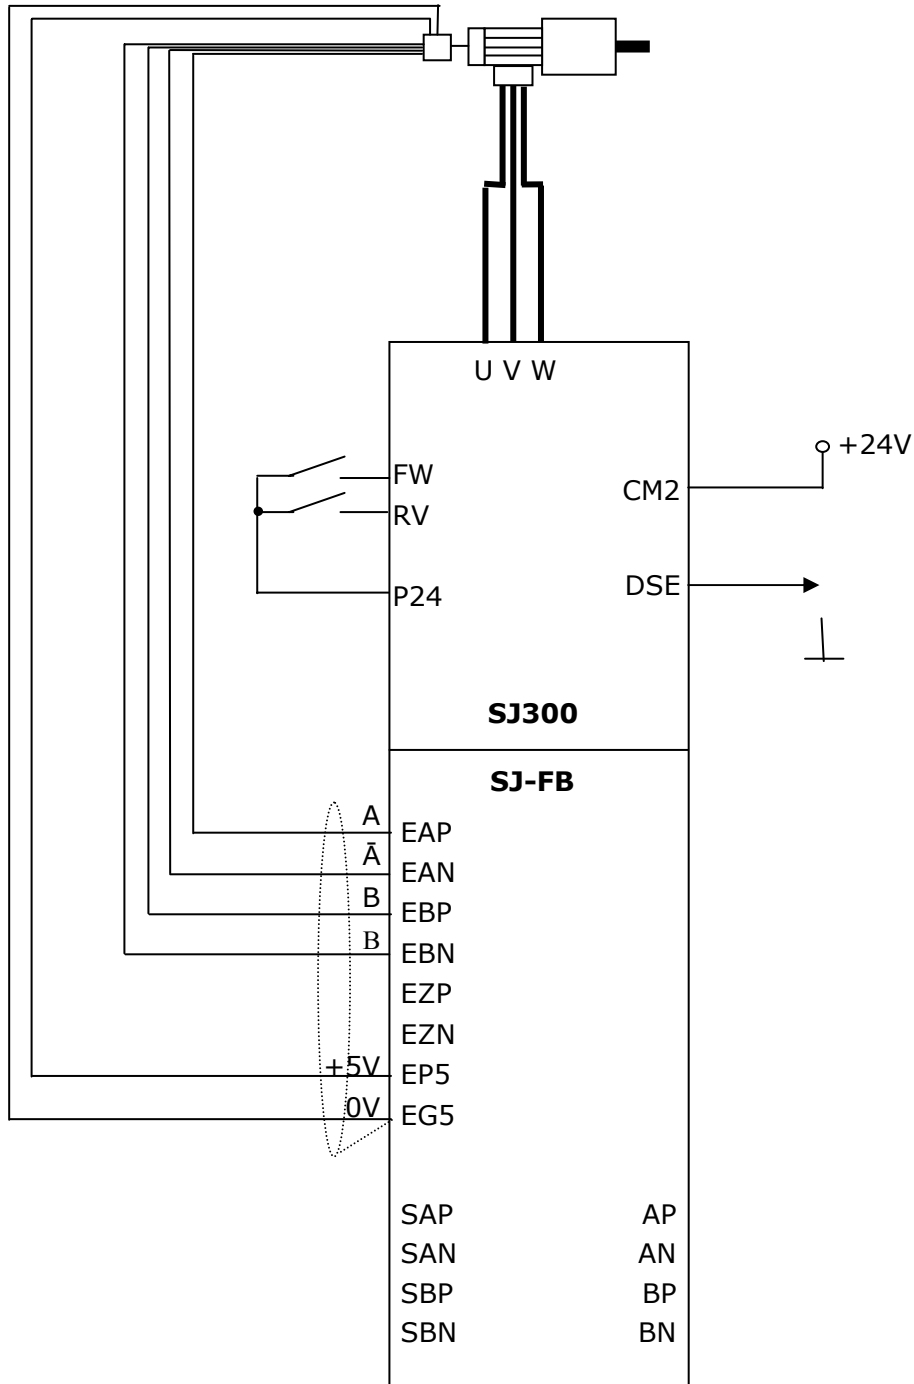 U V W
+24V
FW
CM2
RV
DSE
P24
SJ300
SJ-FB
A
EAP
Ā
EAN
B
EBP
B
EBN
EZP
EZN
+5V
EP5
0V
EG5
SAP
AP
SAN
AN
SBP
BP
SBN
BN